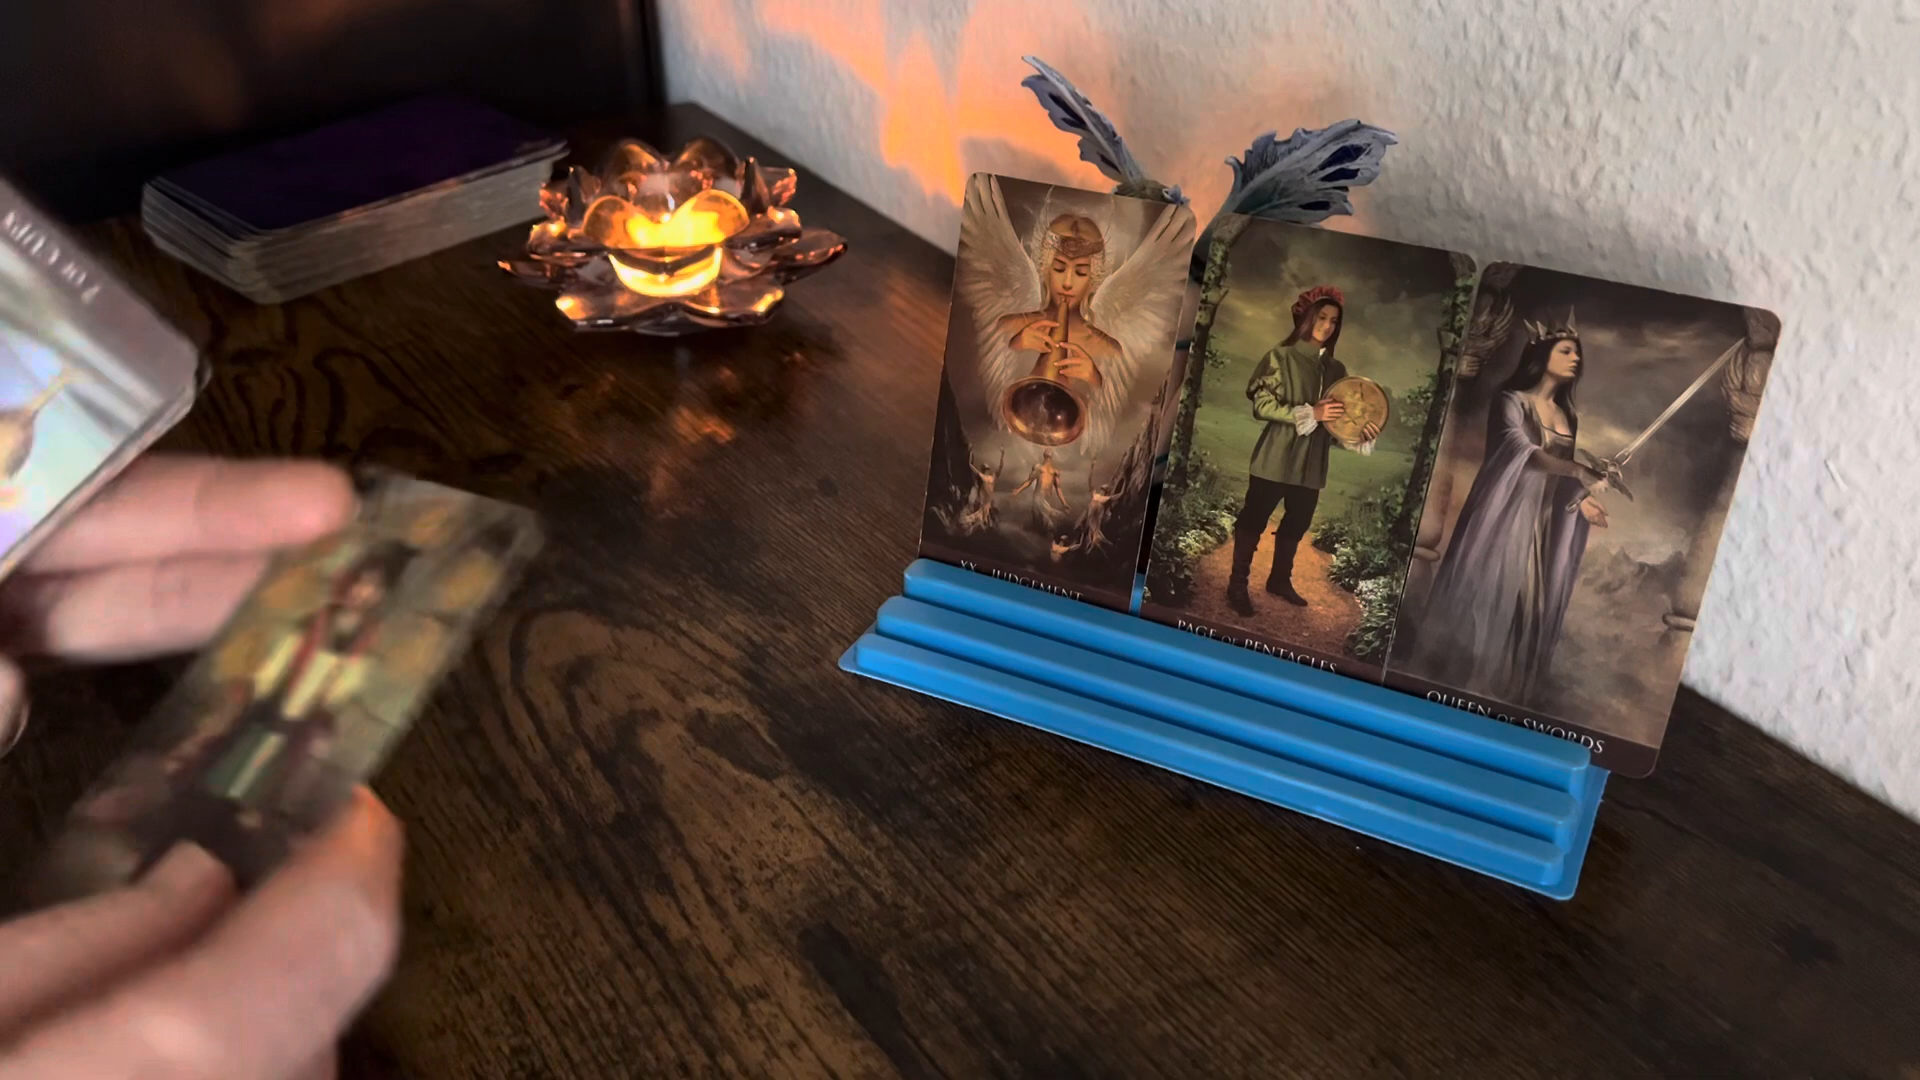 XX · JUDGEMENT
PAGE OF PENTACLES
QUEEN OF SWORDS